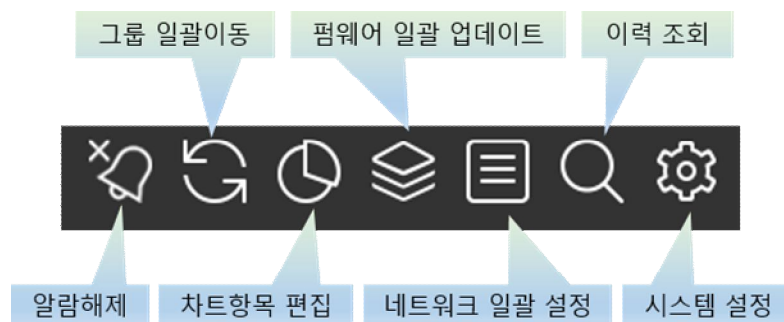 그룹 일괄이동
펌웨어 일괄 업데이트
이력 조회
알람해제
차트항목 편집
네트워크 일괄 설정
시스템 설정